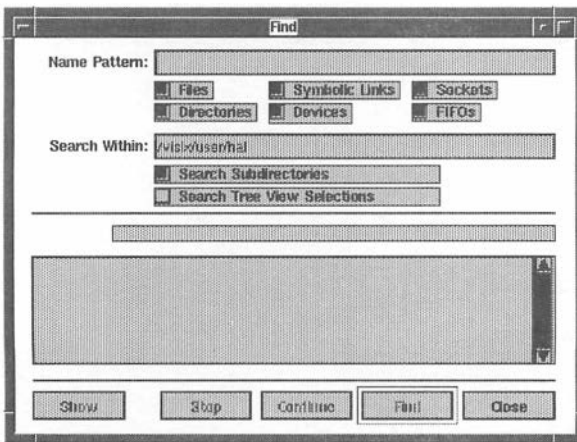 Find
Name Pattern:
Files Symbolic Links Sockets
Directories Devices FIFOs
Search Within: /visix/user/hal
Search Subdirectories
Search Tree View Selections
Show Stop Continue Find Close